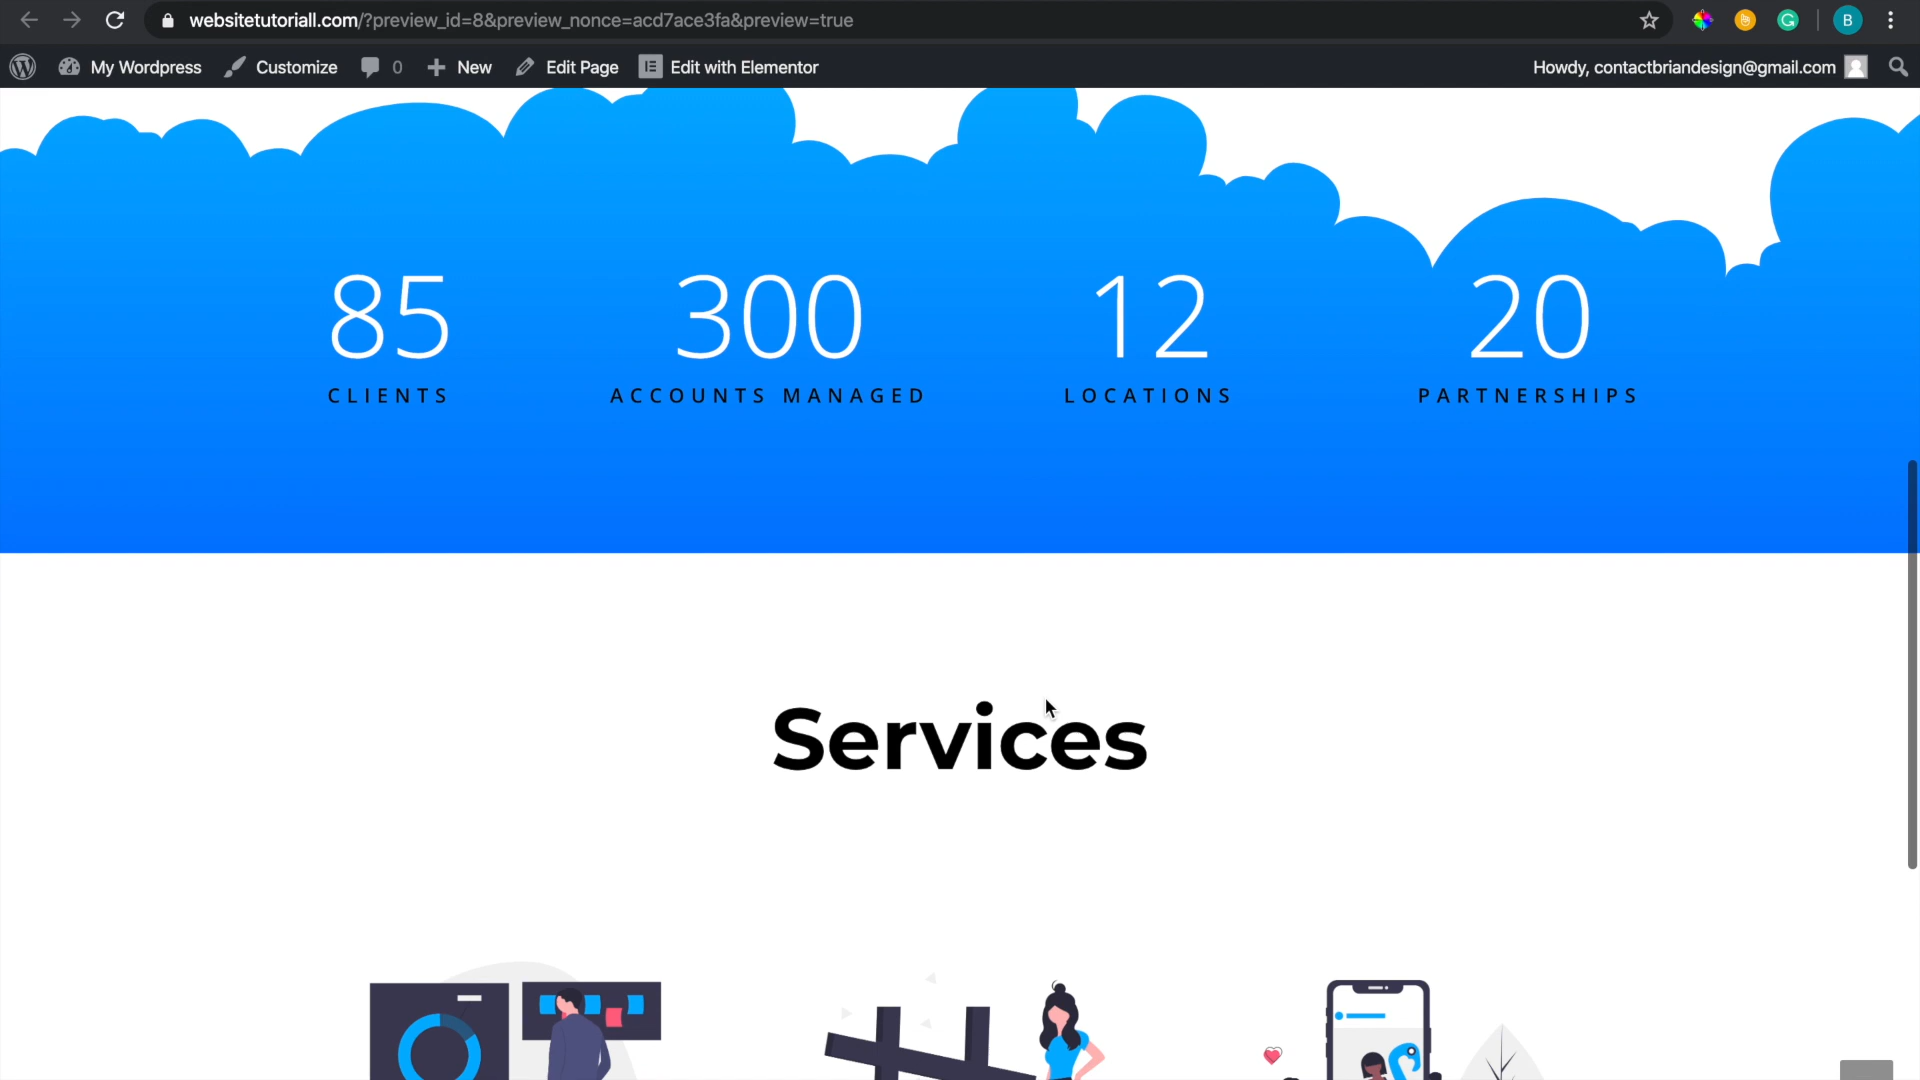 websitetutoriall.com/?preview_id=8&preview_nonce=acd7ace3fa&preview=true
B
My Wordpress
Customize
0
New
Edit Page
Edit with Elementor
Howdy, contactbriandesign@gmail.com
85
300
12
20
CLIENTS
ACCOUNTS MANAGED
LOCATIONS
PARTNERSHIPS
Services